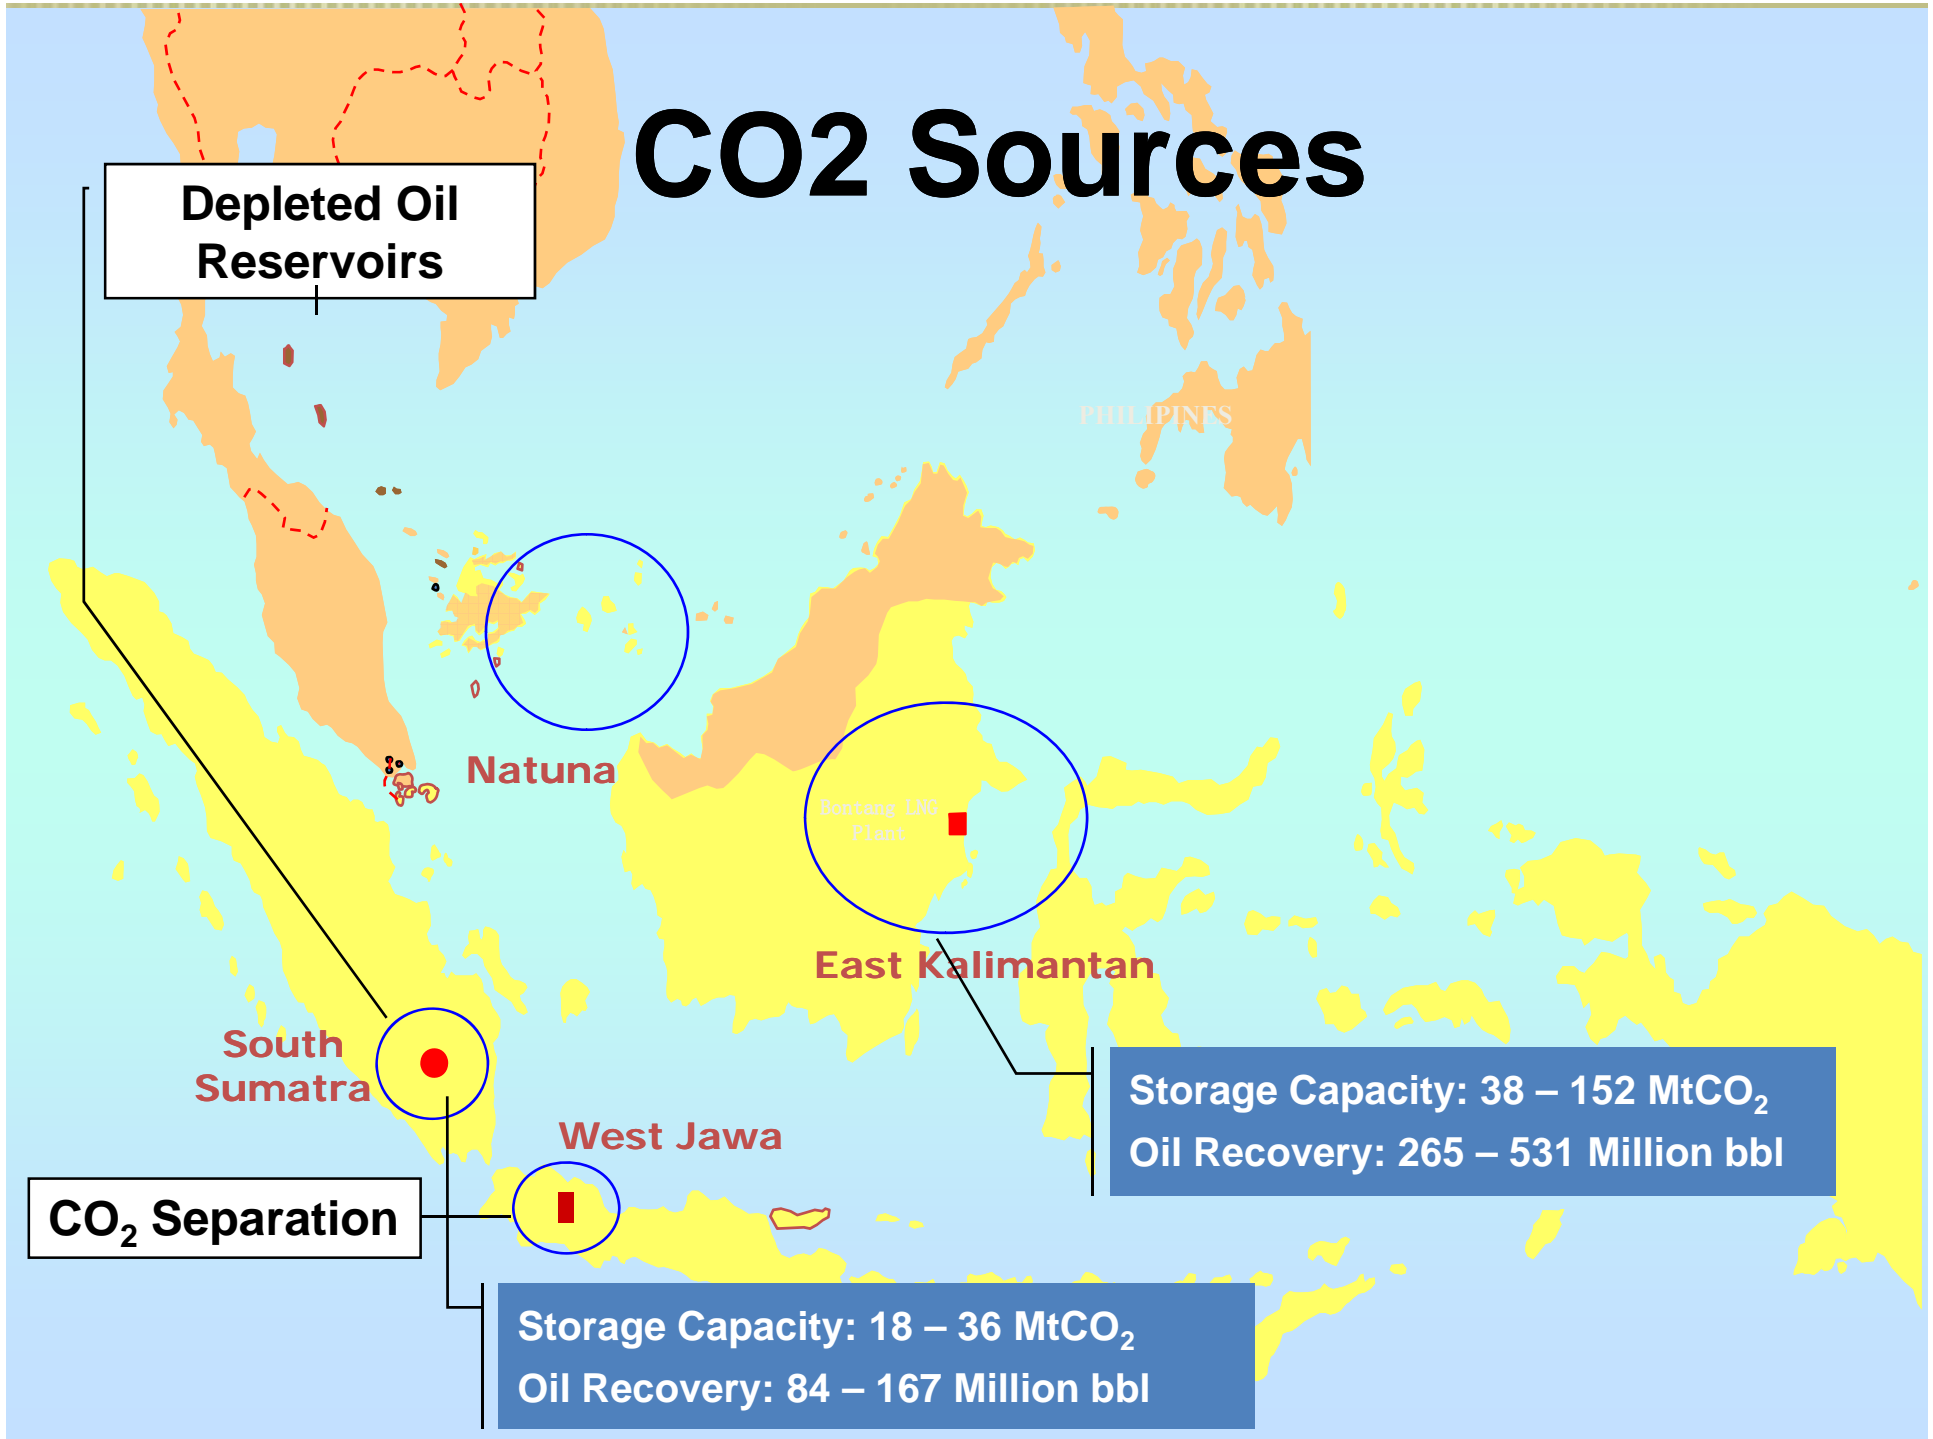 CO2 Sources
Depleted Oil
Reservoirs
PHILIPINES
Natuna
Bontang LNG
Plant
East Kalimantan
South
Sumatra
Storage Capacity: 38 – 152 MtCO₂
Oil Recovery: 265 – 531 Million bbl
West Jawa
CO₂ Separation
Storage Capacity: 18 – 36 MtCO₂
Oil Recovery: 84 – 167 Million bbl